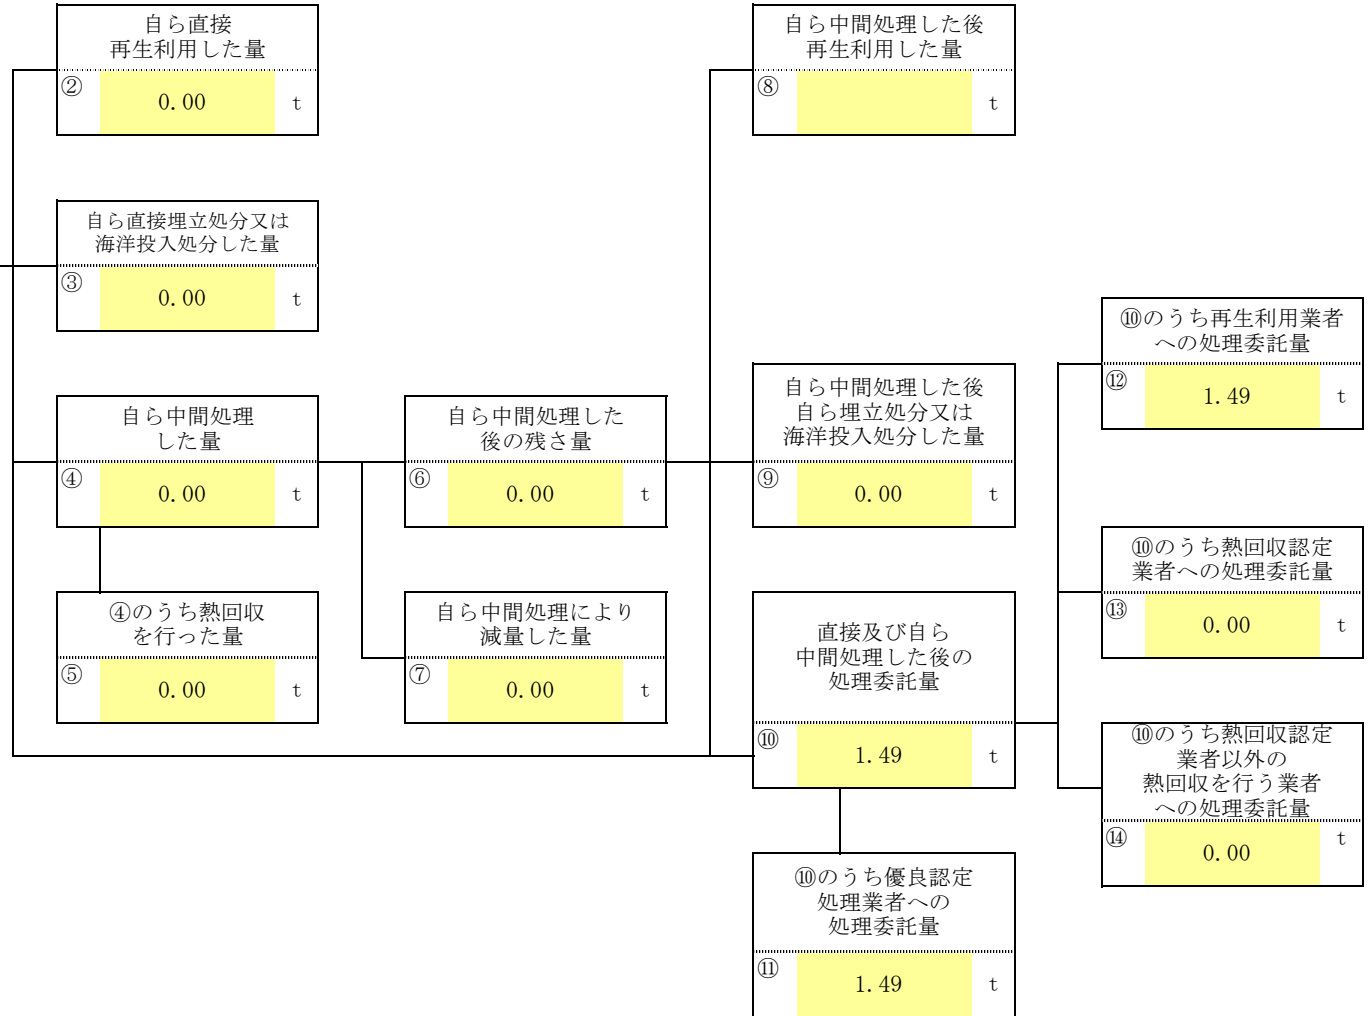 自ら直接
再生利用した量
② 0.00 t
自ら中間処理した後
再生利用した量
⑧ t
自ら直接埋立処分又は
海洋投入処分した量
③ 0.00 t
⑩のうち再生利用業者
への処理委託量
⑫ 1.49 t
自ら中間処理
した量
④ 0.00 t
自ら中間処理した
後の残さ量
⑥ 0.00 t
自ら中間処理した後
自ら埋立処分又は
海洋投入処分した量
⑨ 0.00 t
⑩のうち熱回収認定
業者への処理委託量
⑬ 0.00 t
④のうち熱回収
を行った量
⑤ 0.00 t
自ら中間処理により
減量した量
⑦ 0.00 t
直接及び自ら
中間処理した後の
処理委託量
⑩ 1.49 t
⑩のうち熱回収認定
業者以外の
熱回収を行う業者
への処理委託量
⑭ 0.00 t
⑩のうち優良認定
処理業者への
処理委託量
⑪ 1.49 t